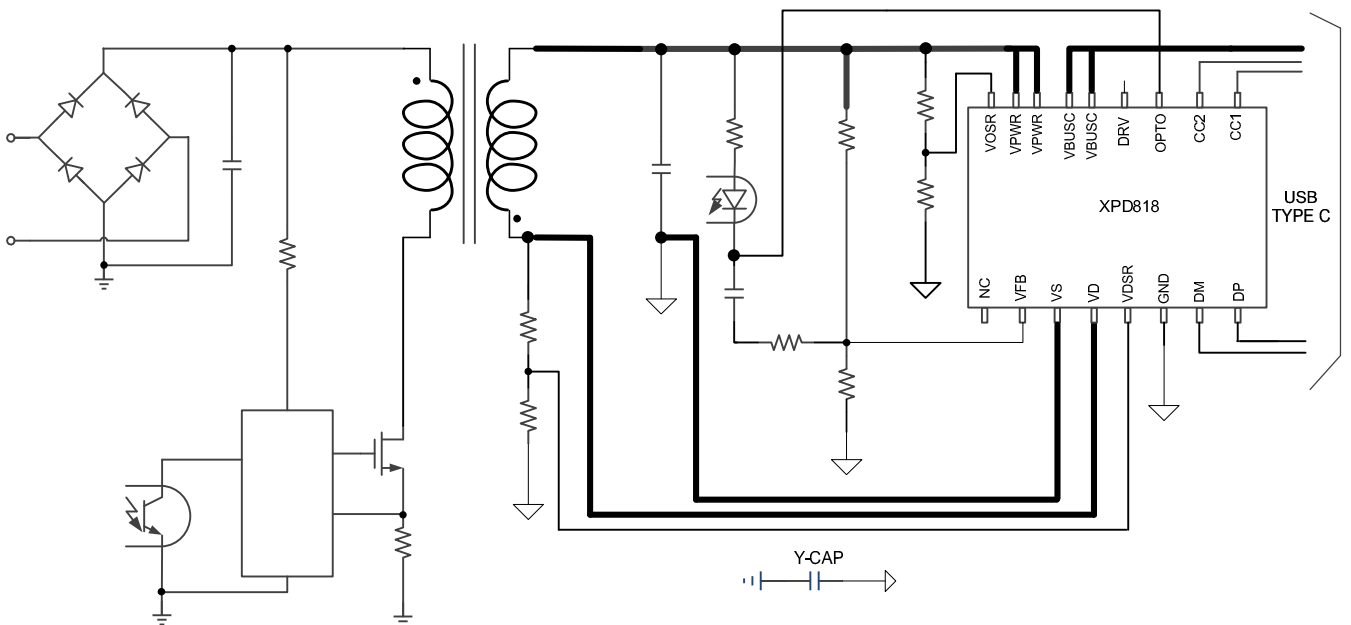 VOSR
VPWR
VPWR
VBUSC
VBUSC
DRV
OPTO
CC2
CC1
XPD818
USB
TYPE C
NC
VFB
VS
VD
VDSR
GND
DM
DP
Y-CAP